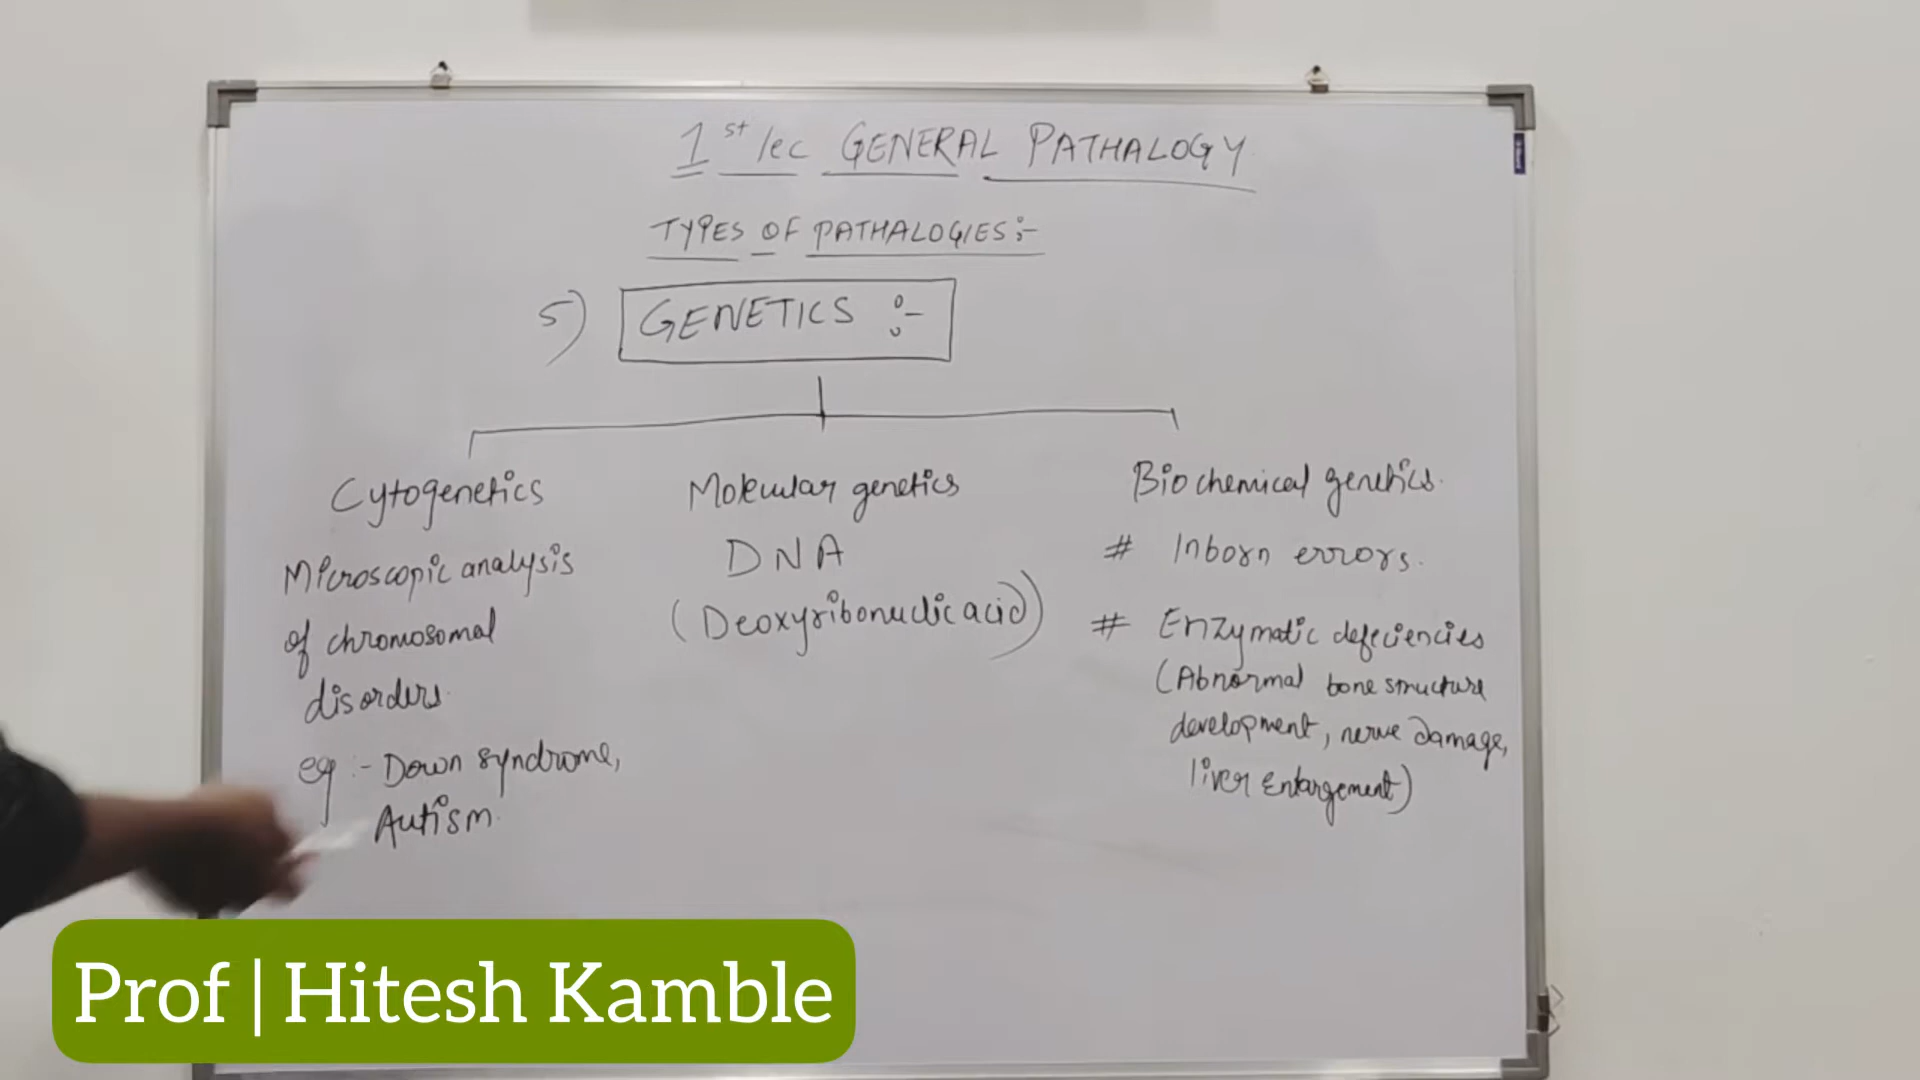 1st lec GENERAL PATHALOGY
TYPES OF PATHALOGIES:-
5) GENETICS :-
Cytogenetics
Microscopic analysis
of chromosomal
disorders.
eg :- Down syndrome,
Autism.
Molecular genetics
DNA
(Deoxyribonuclic acid)
Biochemical genetics.
# Inborn errors.
# Enzymatic deficiencies
(Abnormal bone structure
development, nerve damage,
liver enlargement)
Prof | Hitesh Kamble